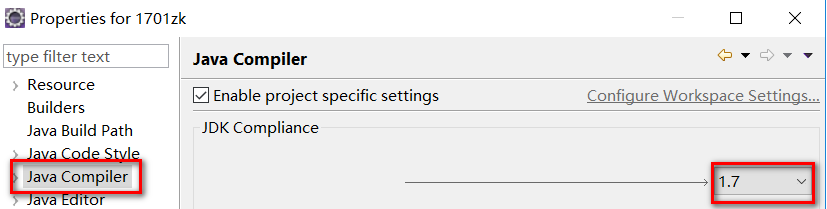 Properties for 1701zk
type filter text
Resource
Builders
Java Build Path
Java Code Style
Java Compiler
Java Editor
Java Compiler
Enable project specific settings
Configure Workspace Settings...
JDK Compliance
1.7